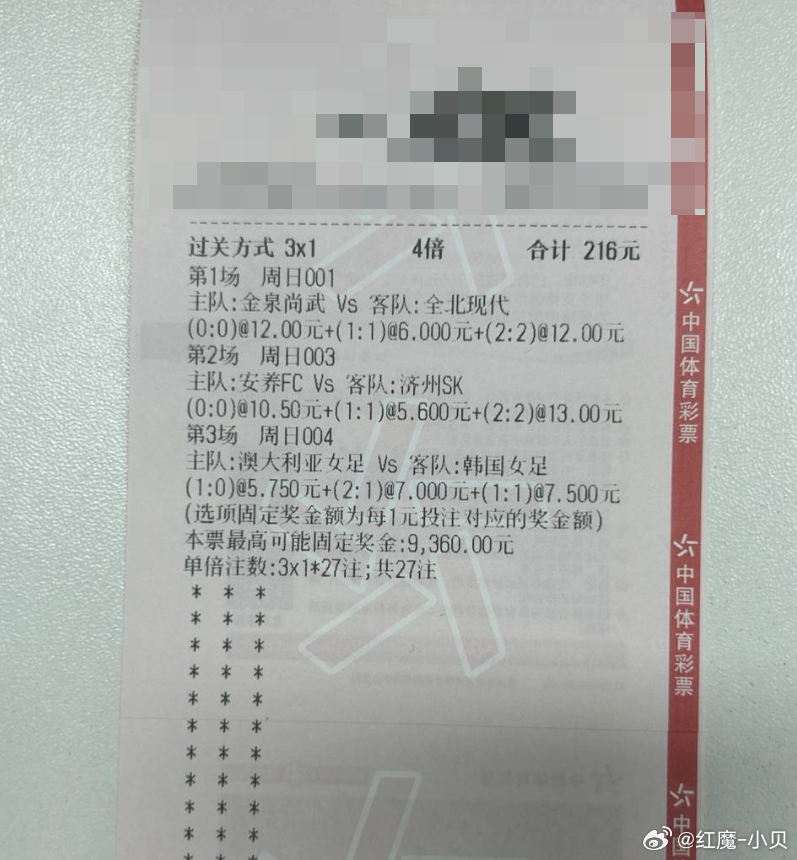 过关方式 3x1 4倍 合计 216元
第1场 周日001
主队:金泉尚武 Vs 客队:全北现代
(0:0)@12.00元+(1:1)@6.000元+(2:2)@12.00元
第2场 周日003
主队:安养FC Vs 客队:济州SK
(0:0)@10.50元+(1:1)@5.600元+(2:2)@13.00元
第3场 周日004
主队:澳大利亚女足 Vs 客队:韩国女足
(1:0)@5.750元+(2:1)@7.000元+(1:1)@7.500元
(选项固定奖金额为每1元投注对应的奖金额)
本票最高可能固定奖金:9,360.00元
单倍注数:3x1*27注;共27注
* * *
* * *
* * *
* * *
* * *
* * *
* * *
* * *
* * *
* * *
* * *
中国体育彩票
中国体育彩票
中国
@红魔-小贝